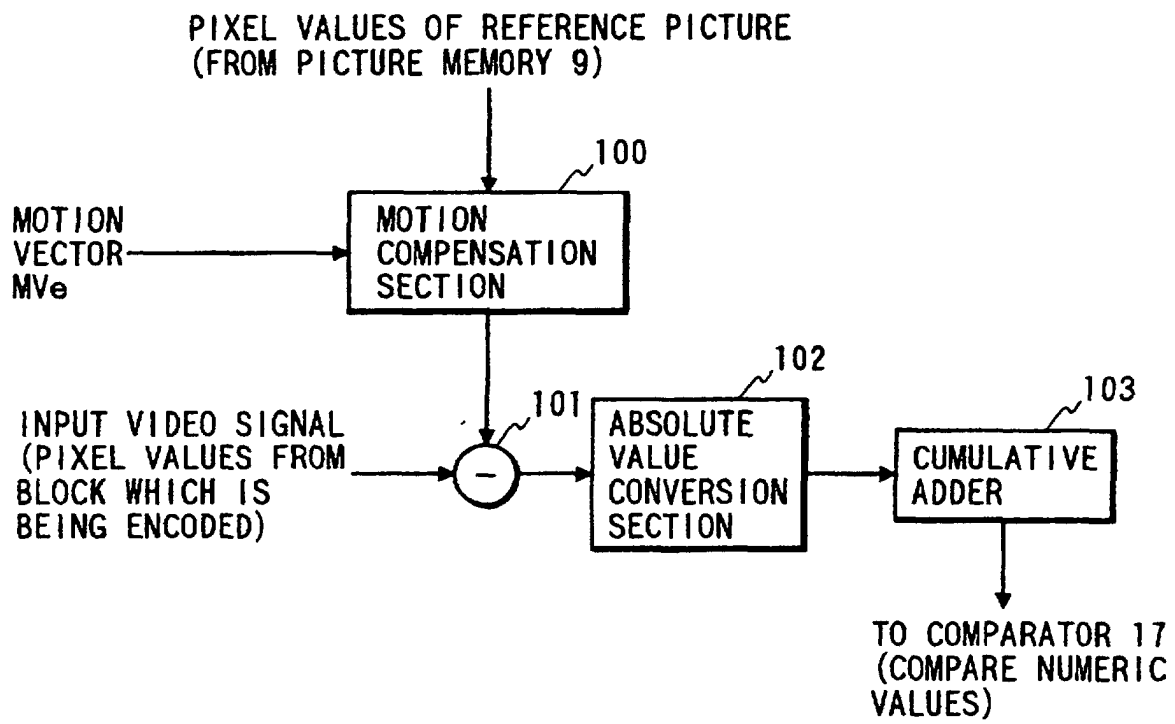 PIXEL VALUES OF REFERENCE PICTURE
(FROM PICTURE MEMORY 9)
100
MOTION
VECTOR
MVe
MOTION
COMPENSATION
SECTION
INPUT VIDEO SIGNAL
(PIXEL VALUES FROM
BLOCK WHICH IS
BEING ENCODED)
101
-
102
ABSOLUTE
VALUE
CONVERSION
SECTION
103
CUMULATIVE
ADDER
TO COMPARATOR 17
(COMPARE NUMERIC
VALUES)